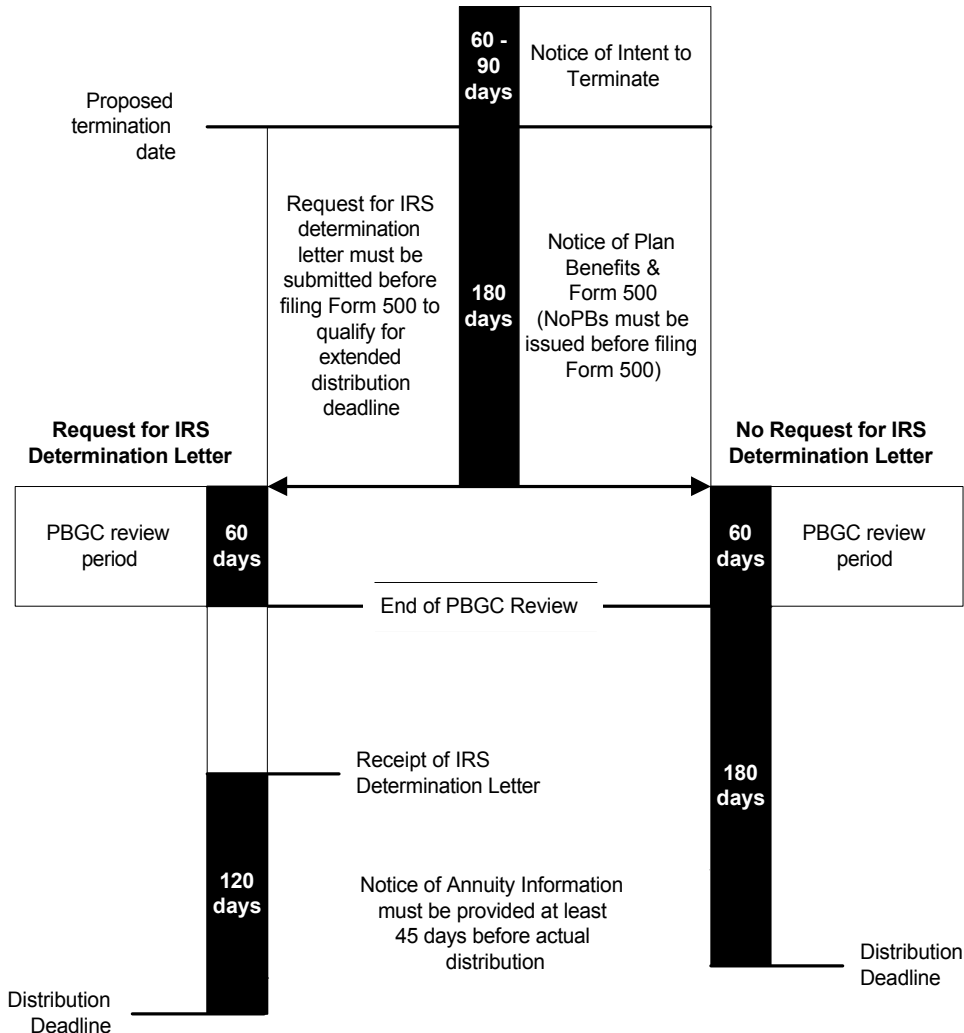 60 -
90
days
Notice of Intent to
Terminate
Proposed
termination
date
Request for IRS
determination
letter must be
submitted before
filing Form 500 to
qualify for
extended
distribution
deadline
180
days
Notice of Plan
Benefits &
Form 500
(NoPBs must be
issued before filing
Form 500)
Request for IRS
Determination Letter
No Request for IRS
Determination Letter
PBGC review
period
60
days
60
days
PBGC review
period
End of PBGC Review
Receipt of IRS
Determination Letter
180
days
120
days
Notice of Annuity Information
must be provided at least
45 days before actual
distribution
Distribution
Deadline
Distribution
Deadline